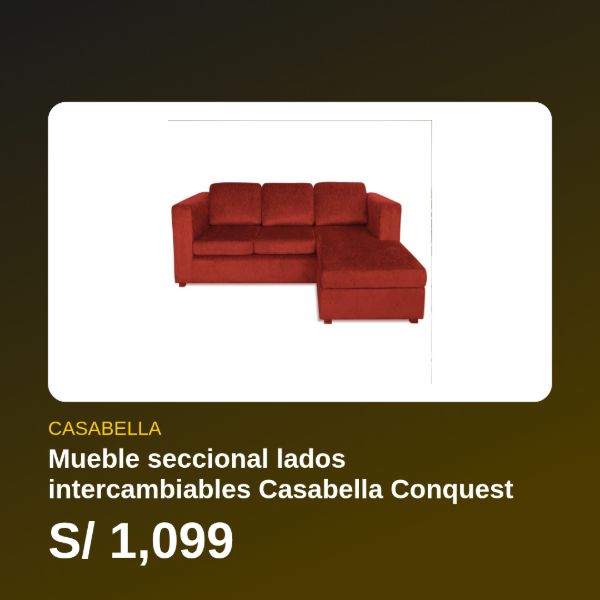 CASABELLA
Mueble seccional lados
intercambiables Casabella Conquest
S/ 1,099